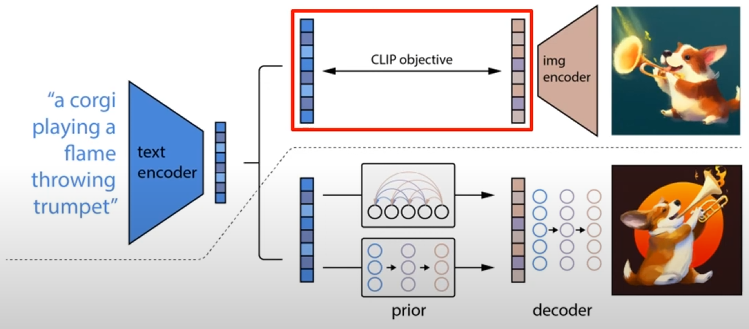 "a corgi
playing a
flame
throwing
trumpet"
text
encoder
CLIP objective
img
encoder
prior
decoder